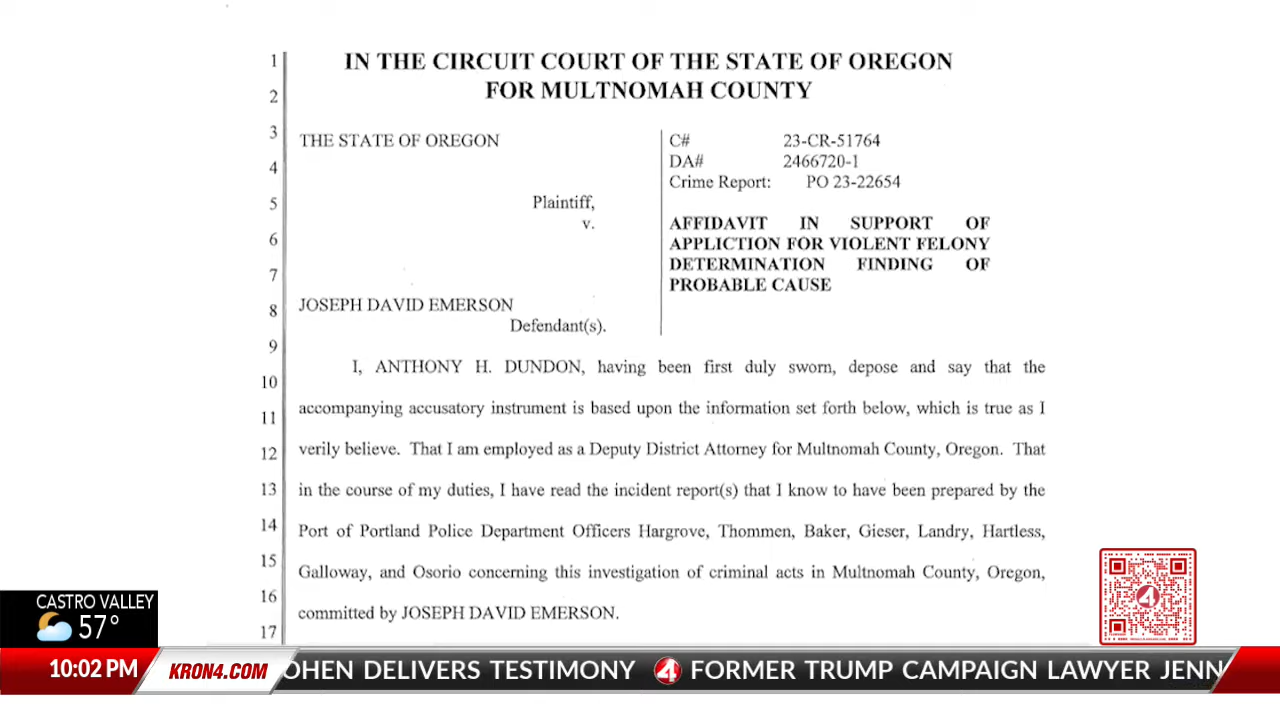 1
IN THE CIRCUIT COURT OF THE STATE OF OREGON
2
FOR MULTNOMAH COUNTY
3
THE STATE OF OREGON
C# 23-CR-51764
4
DA# 2466720-1
Crime Report: PO 23-22654
5
Plaintiff,
v.
AFFIDAVIT IN SUPPORT OF
6
APPLICTION FOR VIOLENT FELONY
7
DETERMINATION FINDING OF
PROBABLE CAUSE
8
JOSEPH DAVID EMERSON
Defendant(s).
9
I, ANTHONY H. DUNDON, having been first duly sworn, depose and say that the
10
accompanying accusatory instrument is based upon the information set forth below, which is true as I
11
verily believe. That I am employed as a Deputy District Attorney for Multnomah County, Oregon. That
12
in the course of my duties, I have read the incident report(s) that I know to have been prepared by the
13
Port of Portland Police Department Officers Hargrove, Thommen, Baker, Gieser, Landry, Hartless,
14
15
Galloway, and Osorio concerning this investigation of criminal acts in Multnomah County, Oregon,
16
committed by JOSEPH DAVID EMERSON.
17
4
CASTRO VALLEY
57°
10:02 PM
KRON4.COM
OHEN DELIVERS TESTIMONY 4 FORMER TRUMP CAMPAIGN LAWYER JENN